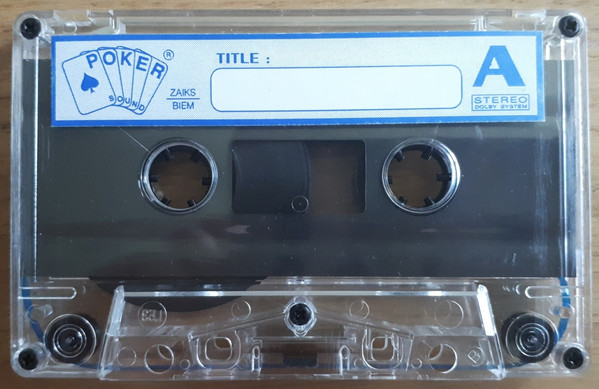 POKER®
SOUND
ZAIKS
BIEM
TITLE :
A
STEREO
DOLBY SYSTEM